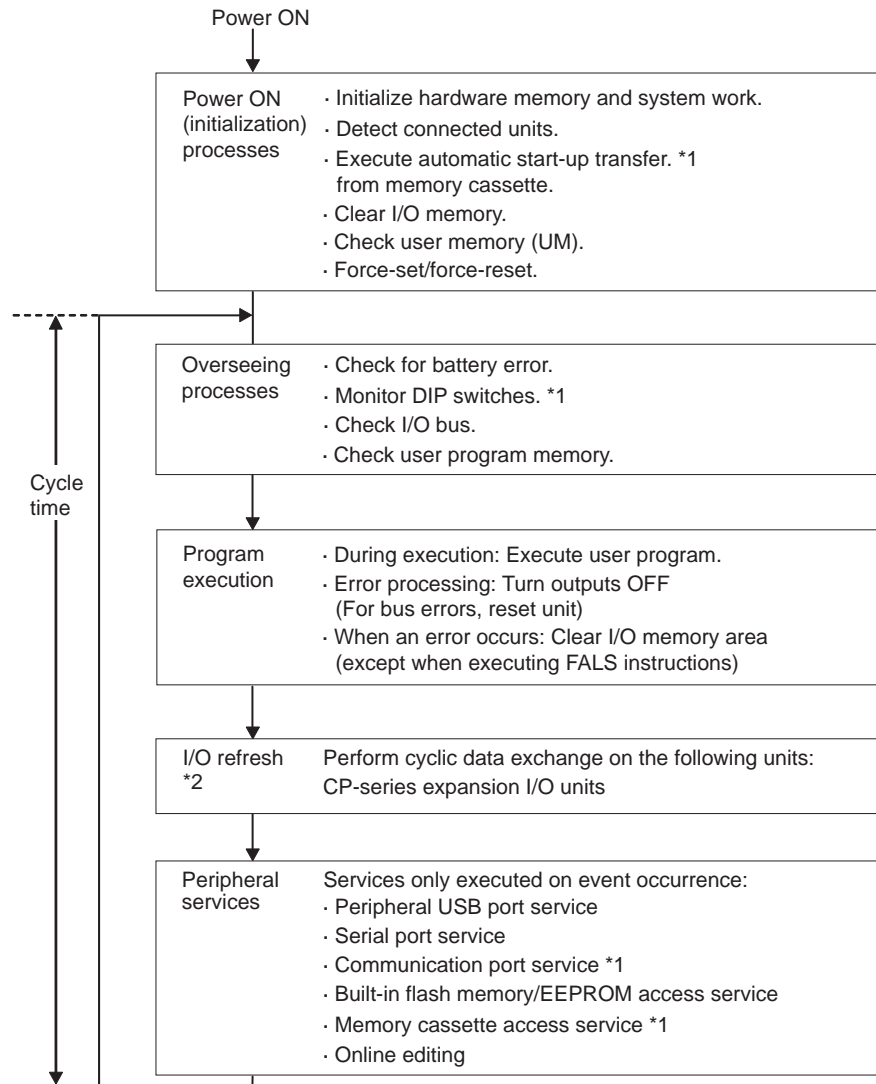 Power ON
Power ON
(initialization)
processes
· Initialize hardware memory and system work.
· Detect connected units.
· Execute automatic start-up transfer. *1
from memory cassette.
· Clear I/O memory.
· Check user memory (UM).
· Force-set/force-reset.
Cycle
time
Overseeing
processes
· Check for battery error.
· Monitor DIP switches. *1
· Check I/O bus.
· Check user program memory.
Program
execution
· During execution: Execute user program.
· Error processing: Turn outputs OFF
(For bus errors, reset unit)
· When an error occurs: Clear I/O memory area
(except when executing FALS instructions)
I/O refresh
*2
Perform cyclic data exchange on the following units:
CP-series expansion I/O units
Peripheral
services
Services only executed on event occurrence:
· Peripheral USB port service
· Serial port service
· Communication port service *1
· Built-in flash memory/EEPROM access service
· Memory cassette access service *1
· Online editing